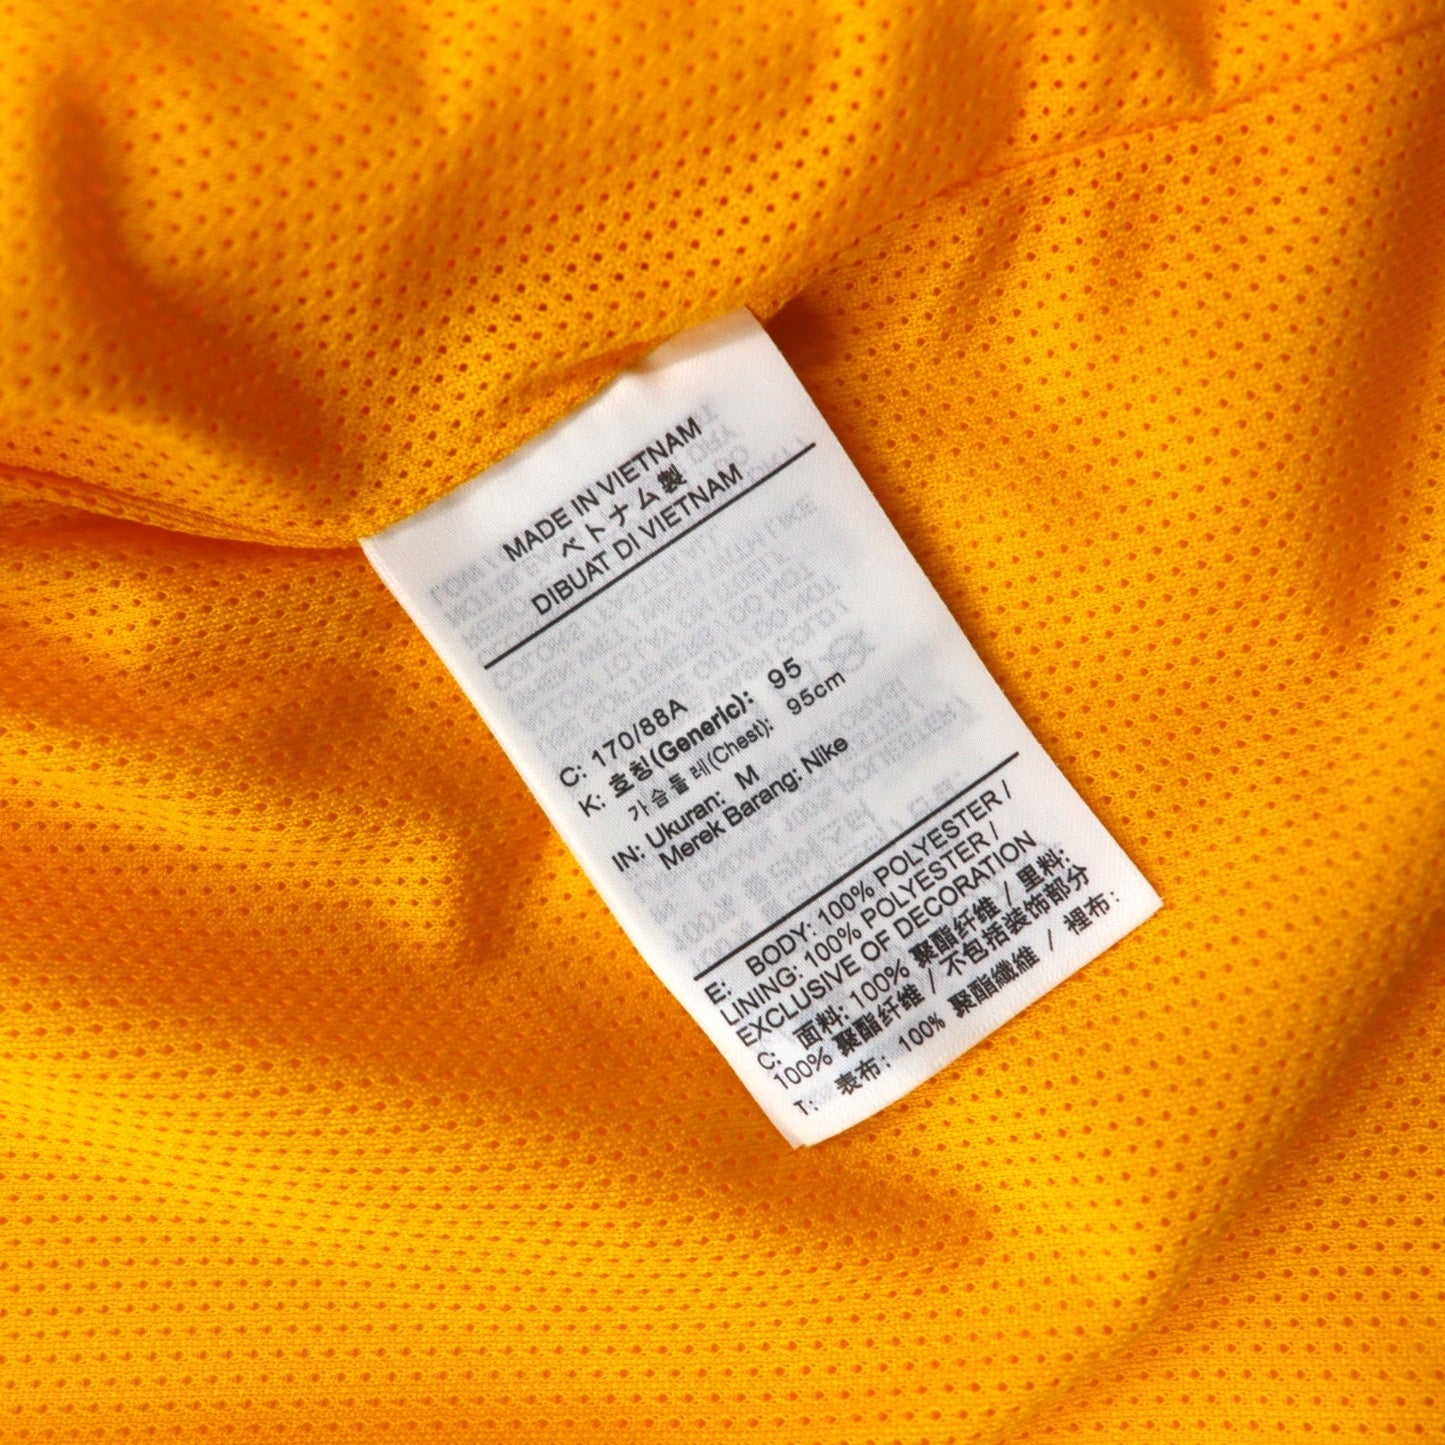 MADE IN VIETNAM
ベトナム製
DIBUAT DI VIETNAM
C: 170/88A
K: 호칭(Generic): 95
가슴둘레(Chest): 95cm
IN: Ukuran: M
Merek Barang: Nike
E: BODY: 100% POLYESTER /
LINING: 100% POLYESTER /
EXCLUSIVE OF DECORATION
C: 面料: 100% 聚酯纤维 / 里料:
100% 聚酯纤维 / 不包括装饰部分
T: 表布: 100% 聚酯纖維 / 裡布: